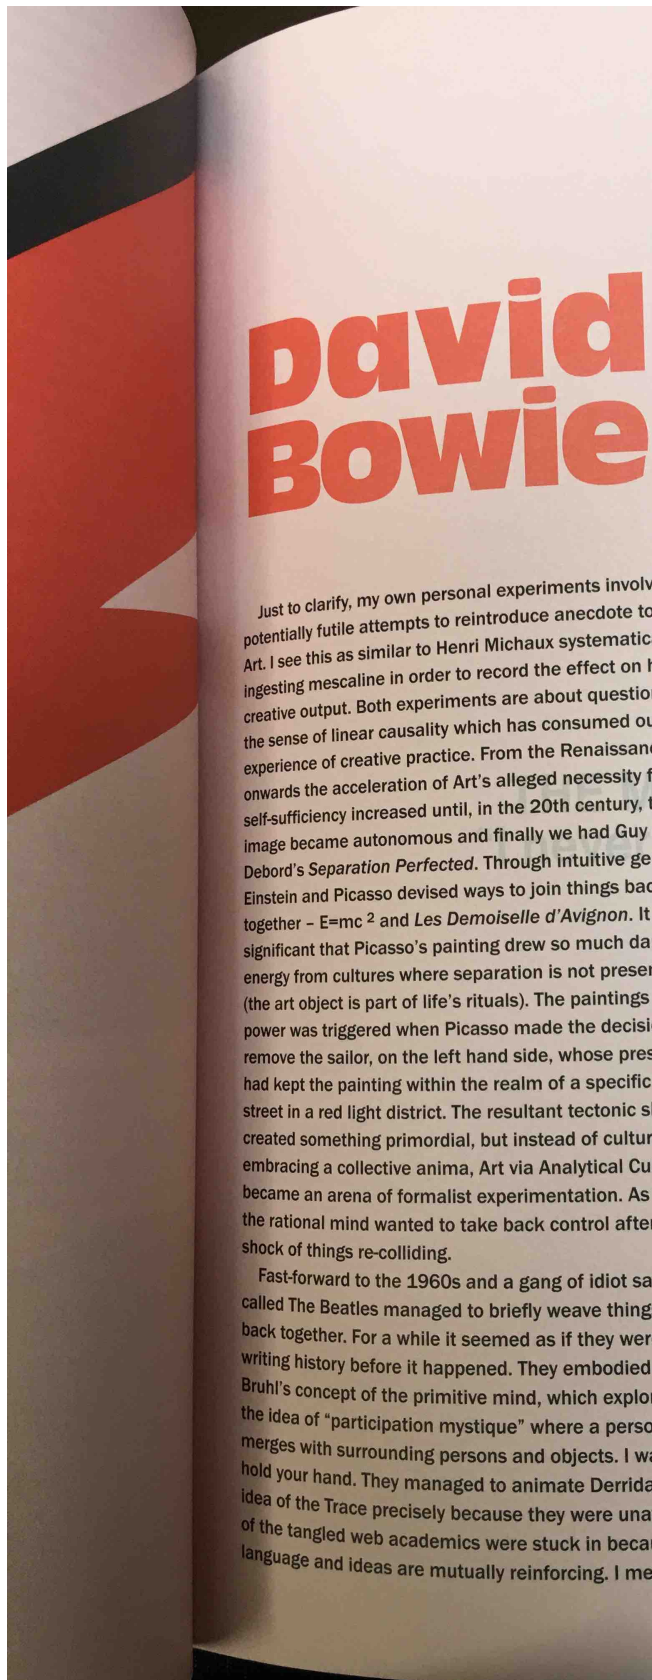 David
Bowie
Just to clarify, my own personal experiments involv
potentially futile attempts to reintroduce anecdote to
Art. I see this as similar to Henri Michaux systematic
ingesting mescaline in order to record the effect on h
creative output. Both experiments are about questio
the sense of linear causality which has consumed ou
experience of creative practice. From the Renaissan
onwards the acceleration of Art's alleged necessity f
self-sufficiency increased until, in the 20th century, t
image became autonomous and finally we had Guy
Debord's Separation Perfected. Through intuitive ge
Einstein and Picasso devised ways to join things bac
together – E=mc ² and Les Demoiselle d'Avignon. It
significant that Picasso's painting drew so much da
energy from cultures where separation is not preser
(the art object is part of life's rituals). The paintings
power was triggered when Picasso made the decisi
remove the sailor, on the left hand side, whose pres
had kept the painting within the realm of a specific
street in a red light district. The resultant tectonic s
created something primordial, but instead of cultur
embracing a collective anima, Art via Analytical Cu
became an arena of formalist experimentation. As
the rational mind wanted to take back control after
shock of things re-colliding.
Fast-forward to the 1960s and a gang of idiot sa
called The Beatles managed to briefly weave thing
back together. For a while it seemed as if they wer
writing history before it happened. They embodied
Bruhl's concept of the primitive mind, which explor
the idea of "participation mystique" where a perso
merges with surrounding persons and objects. I wa
hold your hand. They managed to animate Derrida
idea of the Trace precisely because they were una
of the tangled web academics were stuck in beca
language and ideas are mutually reinforcing. I me